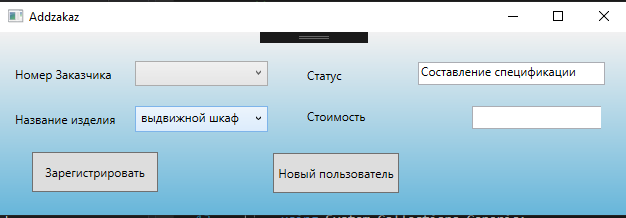 Addzakaz
Номер Заказчика
Статус
Составление спецификации
Название изделия
выдвижной шкаф
Стоимость
Зарегистрировать
Новый пользователь